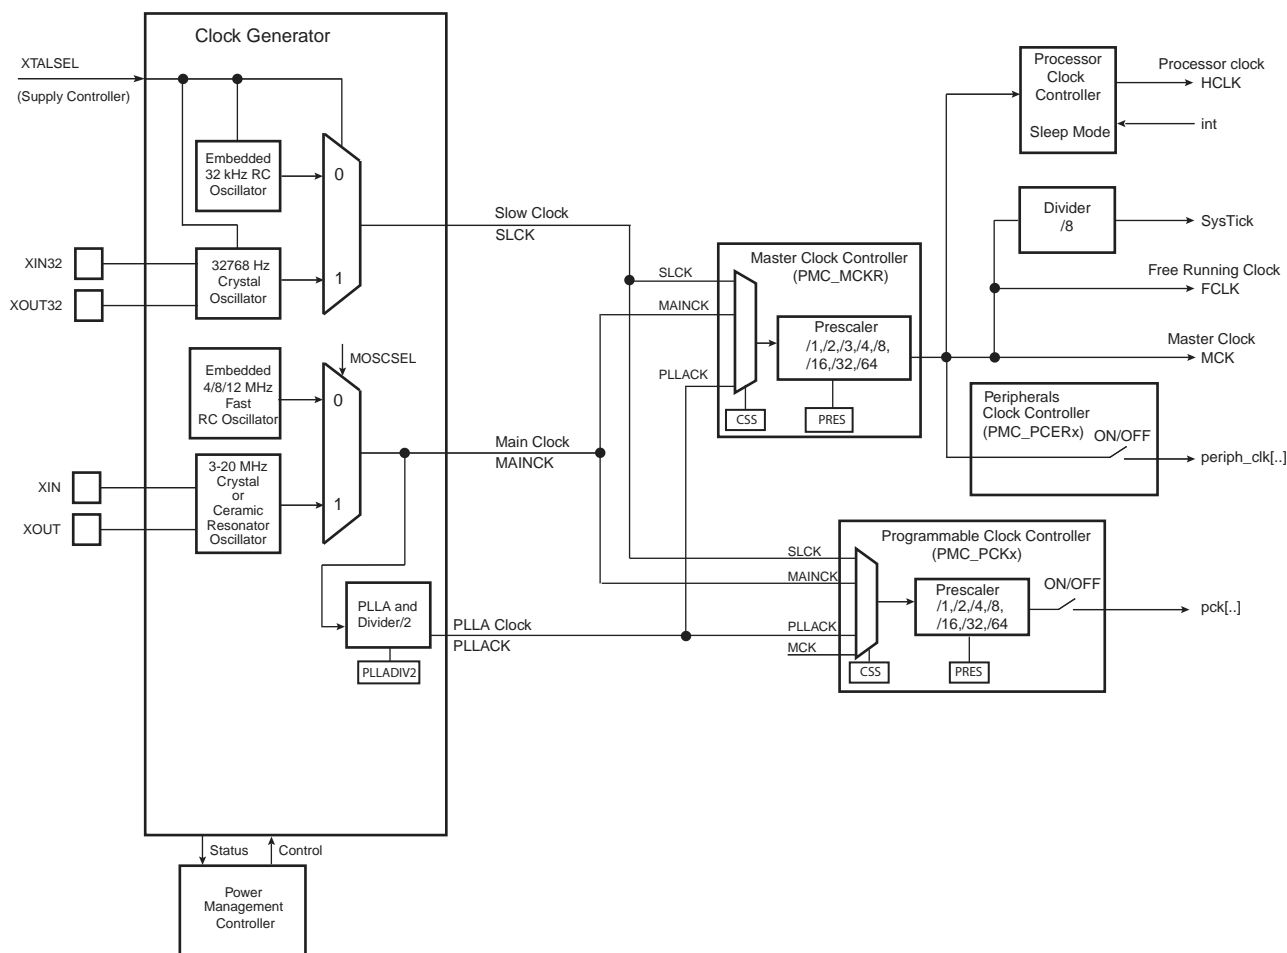 Clock Generator
XTALSEL
(Supply Controller)
Embedded
32 kHz RC
Oscillator
0
XIN32
XOUT32
32768 Hz
Crystal
Oscillator
1
Slow Clock
SLCK
MOSCSEL
Embedded
4/8/12 MHz
Fast
RC Oscillator
0
XIN
XOUT
3-20 MHz
Crystal
or
Ceramic
Resonator
Oscillator
1
Main Clock
MAINCK
PLLA and
Divider/2
PLLADIV2
PLLA Clock
PLLACK
Status
Control
Power
Management
Controller
Master Clock Controller
(PMC_MCKR)
SLCK
MAINCK
PLLACK
Prescaler
/1,/2,/3,/4,/8,
/16,/32,/64
CSS
PRES
Processor
Clock
Controller
Sleep Mode
Processor clock
HCLK
int
Divider
/8
SysTick
Free Running Clock
FCLK
Master Clock
MCK
Peripherals
Clock Controller
(PMC_PCERx)
ON/OFF
periph_clk[..]
Programmable Clock Controller
(PMC_PCKx)
SLCK
MAINCK
PLLACK
MCK
Prescaler
/1,/2,/4,/8,
/16,/32,/64
ON/OFF
CSS
PRES
pck[..]